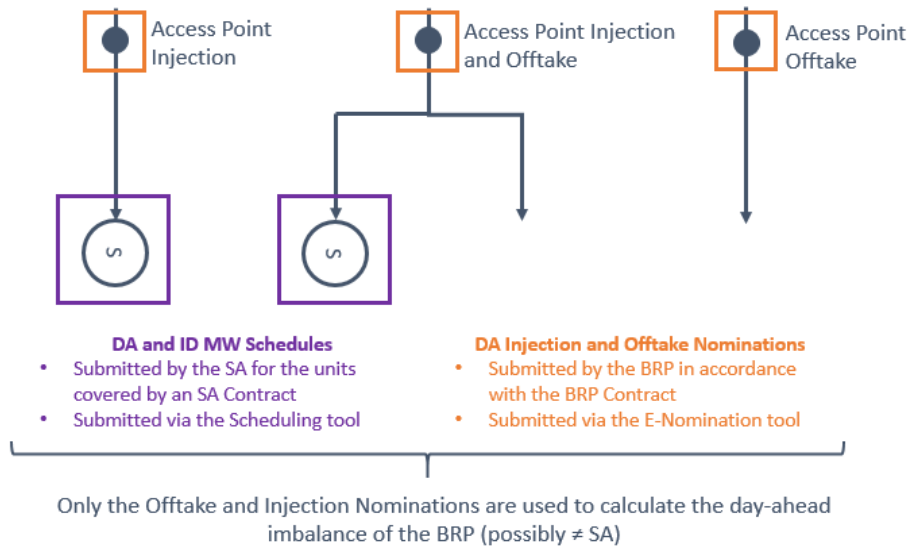 Access Point
Injection
Access Point Injection
and Offtake
Access Point
Offtake
S
S
DA and ID MW Schedules
• Submitted by the SA for the units
covered by an SA Contract
• Submitted via the Scheduling tool
DA Injection and Offtake Nominations
• Submitted by the BRP in accordance
with the BRP Contract
• Submitted via the E-Nomination tool
Only the Offtake and Injection Nominations are used to calculate the day-ahead
imbalance of the BRP (possibly ≠ SA)